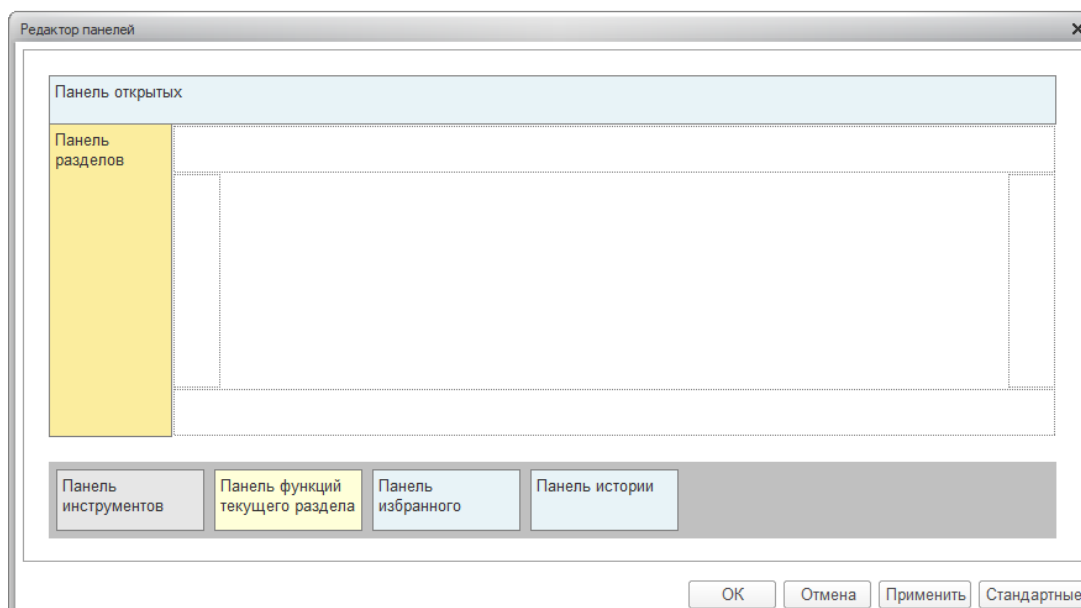 Редактор панелей
Панель открытых
Панель
разделов
Панель
инструментов
Панель функций
текущего раздела
Панель
избранного
Панель истории
ОК
Отмена
Применить
Стандартные